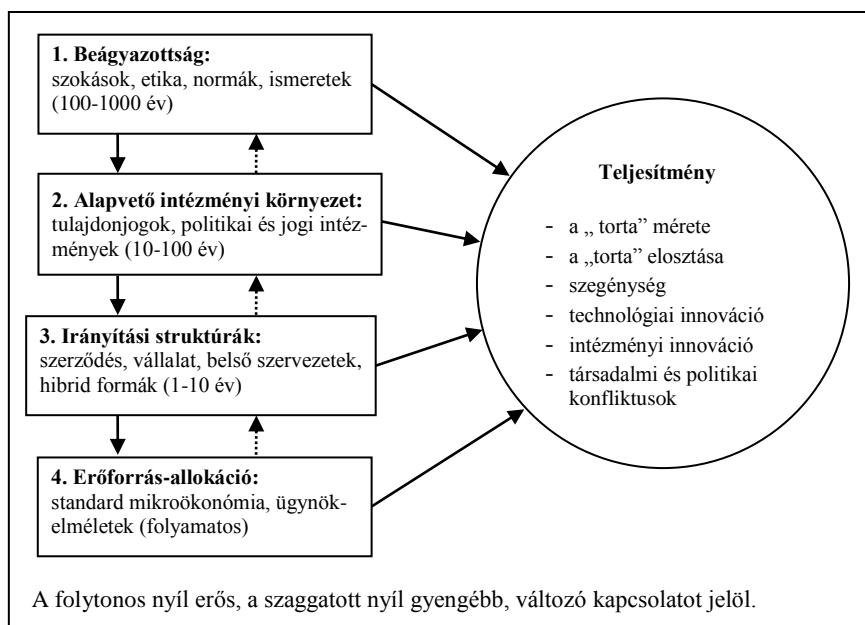 1. Beágyazottság:
szokások, etika, normák, ismeretek
(100-1000 év)
2. Alapvető intézményi környezet:
tulajdonjogok, politikai és jogi intéz-
mények (10-100 év)
3. Irányítási struktúrák:
szerződés, vállalat, belső szervezetek,
hibrid formák (1-10 év)
4. Erőforrás-allokáció:
standard mikroökonómia, ügynök-
elméletek (folyamatos)
Teljesítmény
- a „ torta” mérete
- a „torta” elosztása
- szegénység
- technológiai innováció
- intézményi innováció
- társadalmi és politikai
konfliktusok
A folytonos nyíl erős, a szaggatott nyíl gyengébb, változó kapcsolatot jelöl.